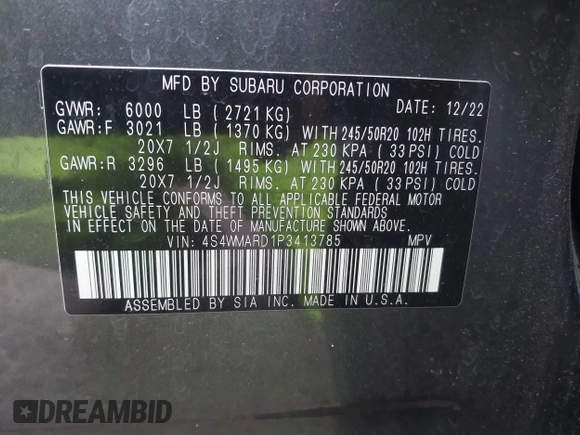 MFD BY SUBARU CORPORATION
GVWR: 6000 LB ( 2721 KG) DATE: 12/22
GAWR:F 3021 LB ( 1370 KG) WITH 245/50R20 102H TIRES.
20X7 1/2J RIMS. AT 230 KPA ( 33 PSI) COLD
GAWR:R 3296 LB ( 1495 KG) WITH 245/50R20 102H TIRES.
20X7 1/2J RIMS. AT 230 KPA ( 33 PSI) COLD
THIS VEHICLE CONFORMS TO ALL APPLICABLE FEDERAL MOTOR
VEHICLE SAFETY AND THEFT PREVENTION STANDARDS
IN EFFECT ON THE DATE OF MANUFACTURE SHOWN ABOVE.
VIN: 4S4WMARD1P3413785 MPV
ASSEMBLED BY SIA INC. MADE IN U.S.A.
DREAMBID